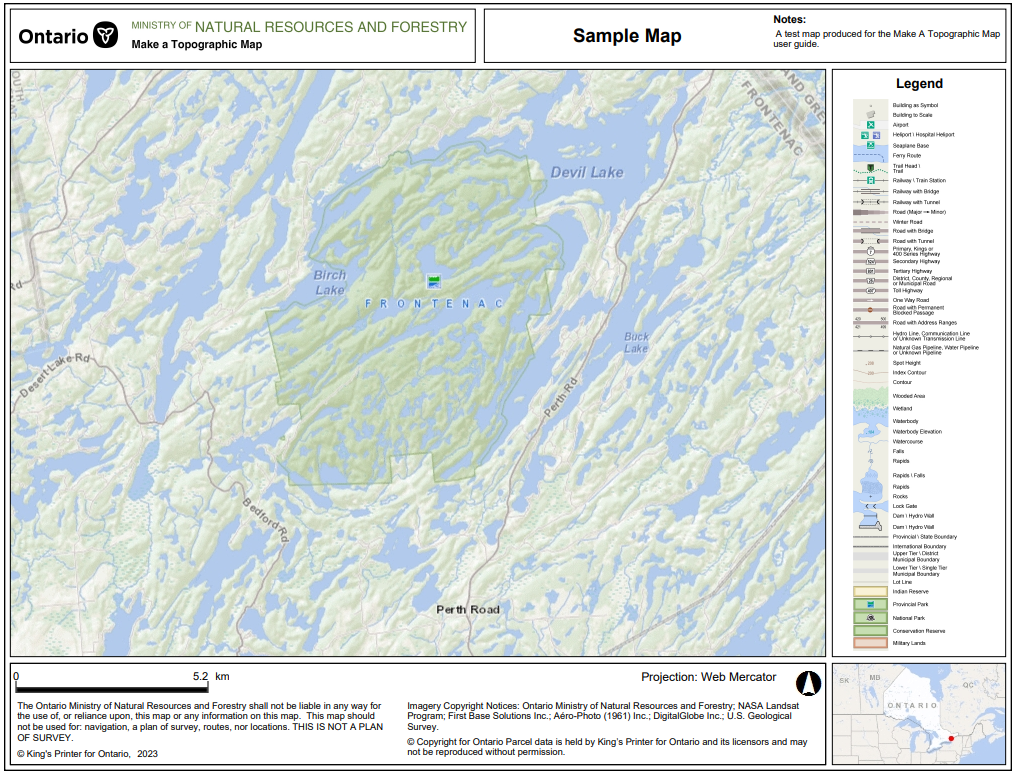 Ontario
MINISTRY OF NATURAL RESOURCES AND FORESTRY
Make a Topographic Map
Sample Map
Notes:
A test map produced for the Make A Topographic Map
user guide.
FRONTENAC
Devil Lake
Birch
Lake
FRONTENAC
Buck
Lake
Rd
Desert Lake Rd
Perth Rd
Bedford Rd
Perth Road
Legend
Building as Symbol
Building to Scale
Airport
Heliport \ Hospital Heliport
Seaplane Base
Ferry Route
Trail Head \
Trail
Railway \ Train Station
Railway with Bridge
Railway with Tunnel
Road (Major → Minor)
Winter Road
Road with Bridge
Road with Tunnel
Primary, Kings or
400 Series Highway
Secondary Highway
Tertiary Highway
District, County, Regional
or Municipal Road
Toll Highway
One Way Road
Road with Permanent
Blocked Passage
Road with Address Ranges
Hydro Line, Communication Line
or Unknown Transmission Line
Natural Gas Pipeline, Water Pipeline
or Unknown Pipeline
Spot Height
Index Contour
Contour
Wooded Area
Wetland
Waterbody
Waterbody Elevation
Watercourse
Falls
Rapids
Rapids \ Falls
Rapids
Rocks
Lock Gate
Dam \ Hydro Wall
Dam \ Hydro Wall
Provincial \ State Boundary
International Boundary
Upper Tier \ District
Municipal Boundary
Lower Tier \ Single Tier
Municipal Boundary
Lot Line
Indian Reserve
Provincial Park
National Park
Conservation Reserve
Military Lands
0 5.2 km
Projection: Web Mercator
The Ontario Ministry of Natural Resources and Forestry shall not be liable in any way for
the use of, or reliance upon, this map or any information on this map. This map should
not be used for: navigation, a plan of survey, routes, nor locations. THIS IS NOT A PLAN
OF SURVEY.
© King's Printer for Ontario, 2023
Imagery Copyright Notices: Ontario Ministry of Natural Resources and Forestry; NASA Landsat
Program; First Base Solutions Inc.; Aéro-Photo (1961) Inc.; DigitalGlobe Inc.; U.S. Geological
Survey.
© Copyright for Ontario Parcel data is held by King's Printer for Ontario and its licensors and may
not be reproduced without permission.
SK
MB
ONTARIO
QC